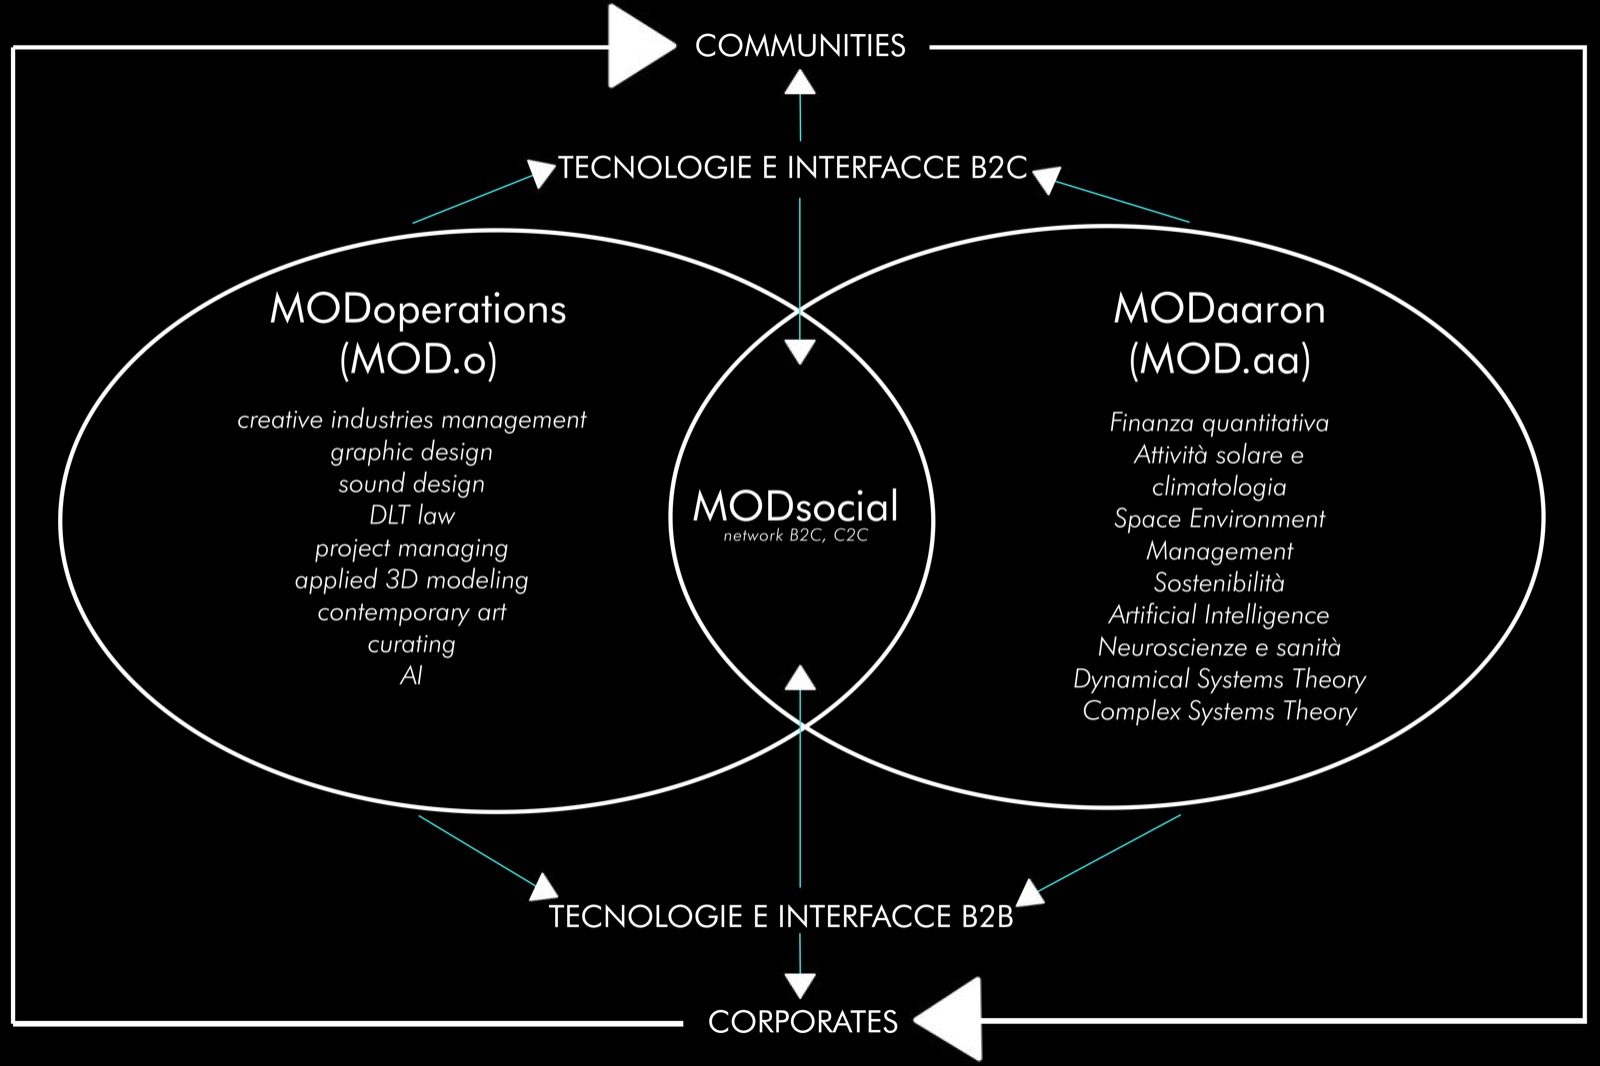 COMMUNITIES
TECNOLOGIE E INTERFACCE B2C
MODoperations
(MOD.o)
creative industries management
graphic design
sound design
DLT law
project managing
applied 3D modeling
contemporary art
curating
AI
MODsocial
network B2C, C2C
MODaaron
(MOD.aa)
Finanza quantitativa
Attività solare e
climatologia
Space Environment
Management
Sostenibilità
Artificial Intelligence
Neuroscienze e sanità
Dynamical Systems Theory
Complex Systems Theory
TECNOLOGIE E INTERFACCE B2B
CORPORATES